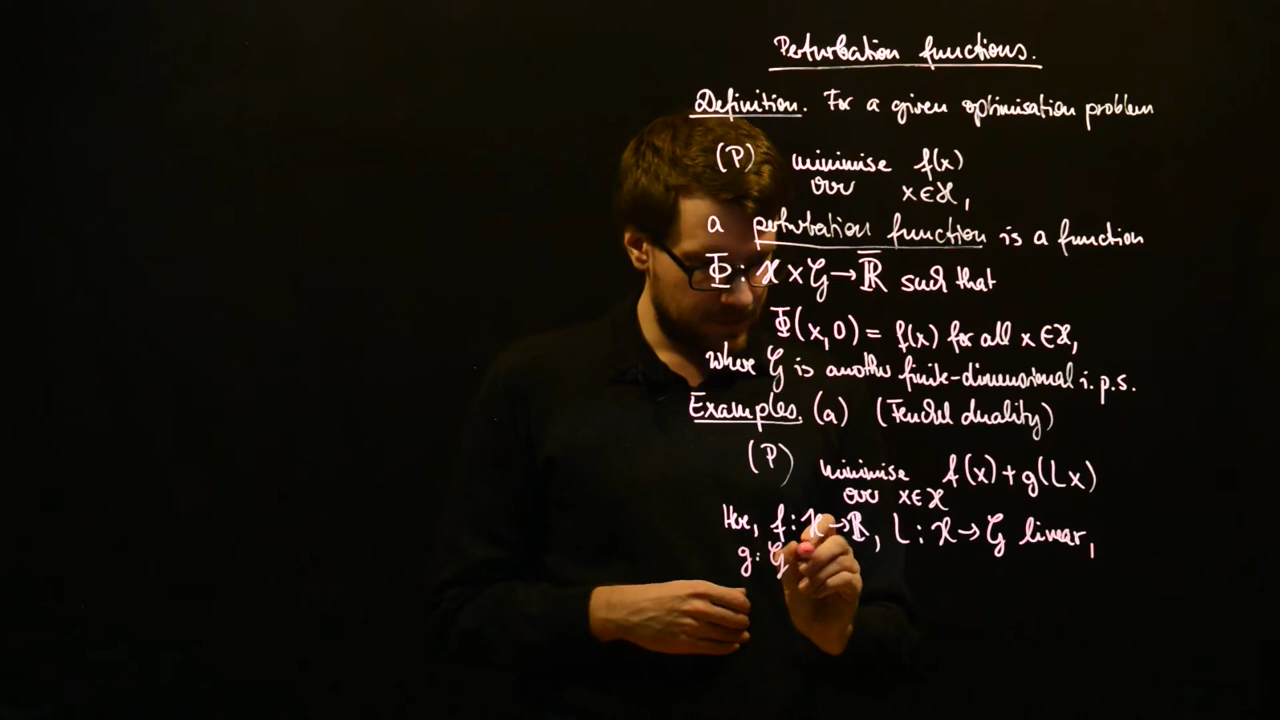 Perturbation functions.
Definition. For a given optimisation problem
(P) minimise f(x)
over x∈𝓗,
a perturbation function is a function
Φ: 𝓗 × 𝓖 → ℝ̅ such that
Φ(x,0) = f(x) for all x∈𝓗,
where 𝓖 is another finite-dimensional i.p.s.
Examples. (a) (Fenchel duality)
(P) minimise f(x)+g(Lx)
over x∈𝓗
Here, f: 𝓗→ℝ, L: 𝓗→𝓖 linear,
g: 𝓖